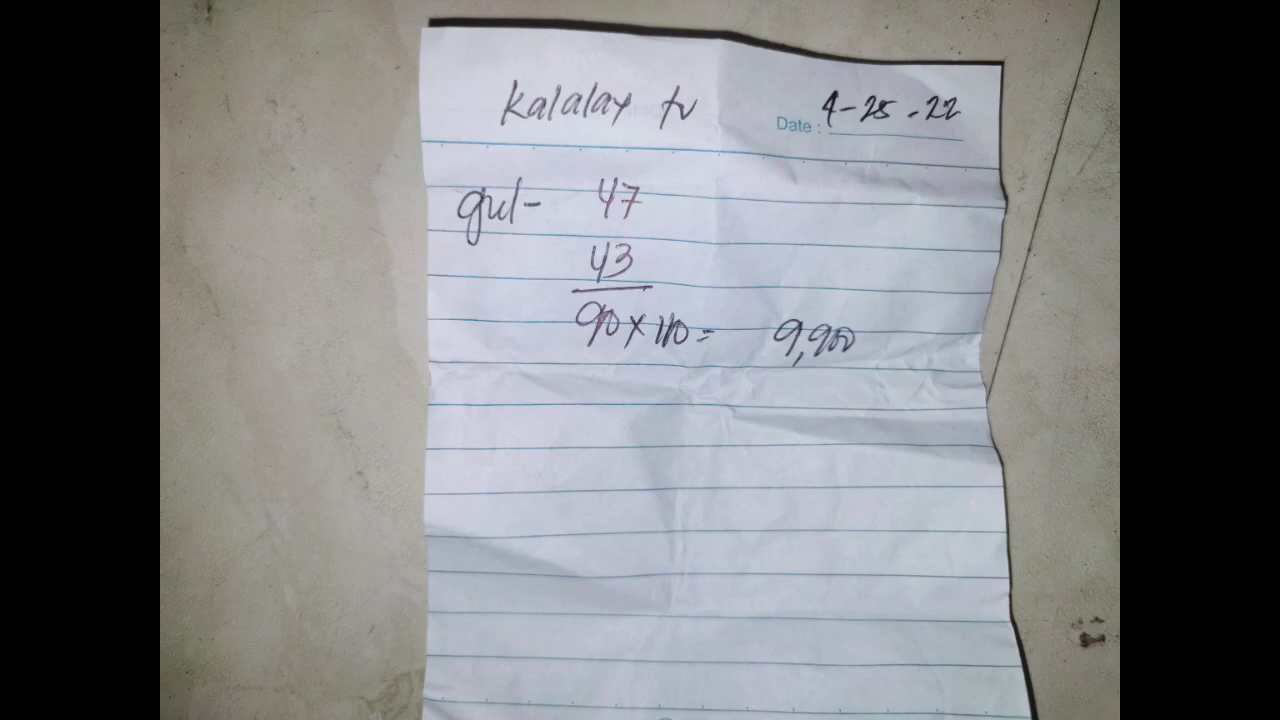 Kalalay tv
Date: 4-25-22
gul- 47
43
90 x 110 = 9,900